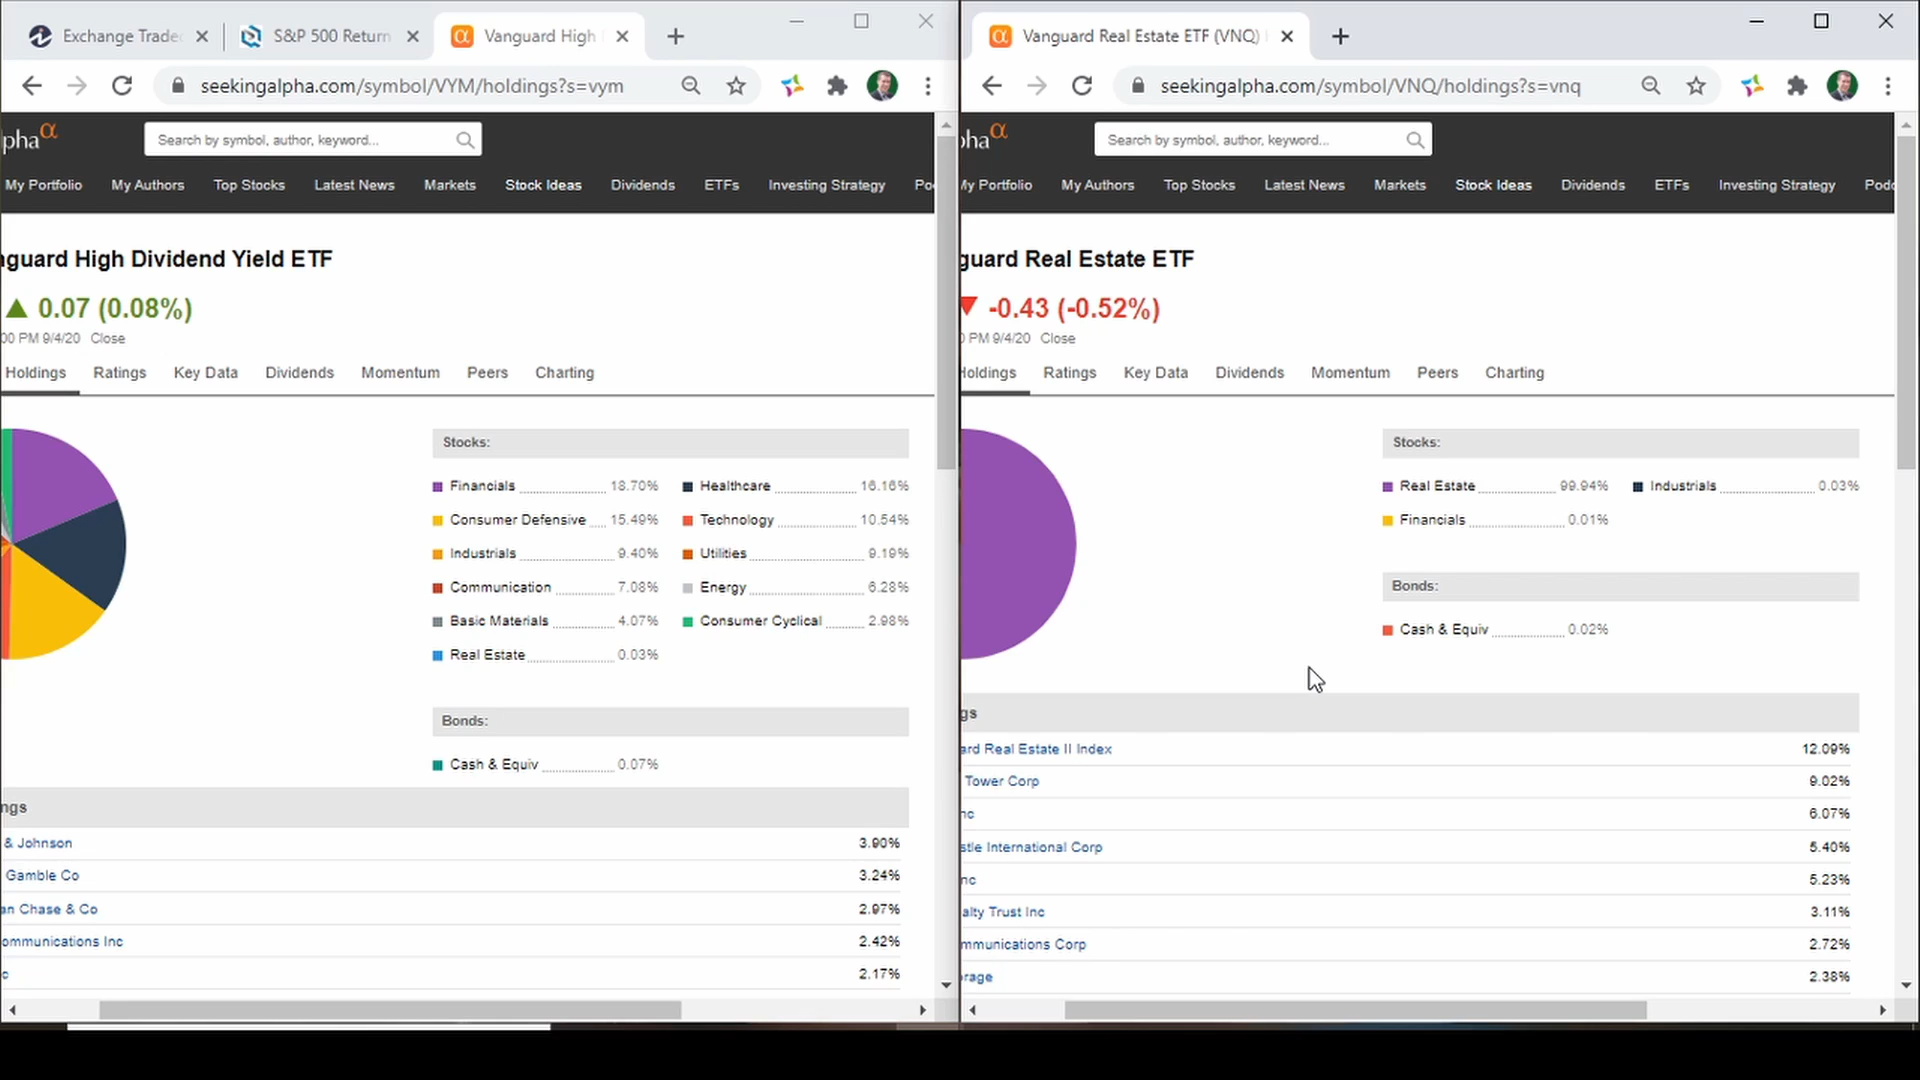 Exchange Trade
S&P 500 Return
Vanguard High
seekingalpha.com/symbol/VYM/holdings?s=vym
pha α
Search by symbol, author, keyword...
My Portfolio My Authors Top Stocks Latest News Markets Stock Ideas Dividends ETFs Investing Strategy Po
nguard High Dividend Yield ETF
0.07 (0.08%)
00 PM 9/4/20 Close
Holdings Ratings Key Data Dividends Momentum Peers Charting
Stocks:
Financials 18.70% Healthcare 16.16%
Consumer Defensive 15.49% Technology 10.54%
Industrials 9.40% Utilities 9.19%
Communication 7.08% Energy 6.28%
Basic Materials 4.07% Consumer Cyclical 2.98%
Real Estate 0.03%
Bonds:
Cash & Equiv 0.07%
ngs
& Johnson 3.90%
Gamble Co 3.24%
an Chase & Co 2.97%
ommunications Inc 2.42%
c 2.17%
Vanguard Real Estate ETF (VNQ)
seekingalpha.com/symbol/VNQ/holdings?s=vnq
oha α
Search by symbol, author, keyword...
My Portfolio My Authors Top Stocks Latest News Markets Stock Ideas Dividends ETFs Investing Strategy Podc
guard Real Estate ETF
-0.43 (-0.52%)
0 PM 9/4/20 Close
Holdings Ratings Key Data Dividends Momentum Peers Charting
Stocks:
Real Estate 99.94% Industrials 0.03%
Financials 0.01%
Bonds:
Cash & Equiv 0.02%
gs
ard Real Estate II Index 12.09%
Tower Corp 9.02%
nc 6.07%
stle International Corp 5.40%
nc 5.23%
alty Trust Inc 3.11%
mmunications Corp 2.72%
orage 2.38%